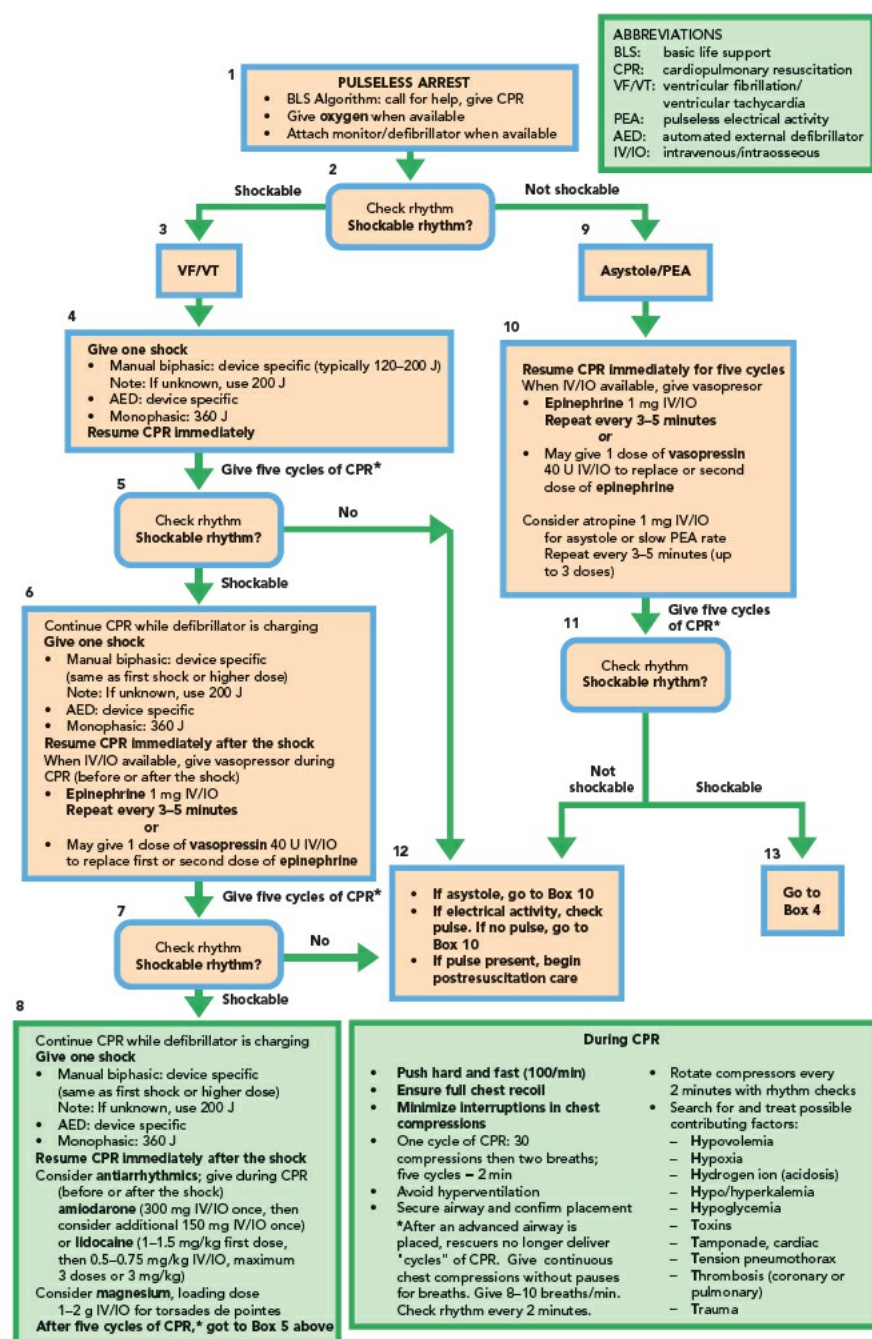 ABBREVIATIONS
BLS: basic life support
CPR: cardiopulmonary resuscitation
VF/VT: ventricular fibrillation/
ventricular tachycardia
PEA: pulseless electrical activity
AED: automated external defibrillator
IV/IO: intravenous/intraosseous
1
PULSELESS ARREST
• BLS Algorithm: call for help, give CPR
• Give oxygen when available
• Attach monitor/defibrillator when available
2
Shockable
Not shockable
Check rhythm
Shockable rhythm?
3
VF/VT
9
Asystole/PEA
4
Give one shock
• Manual biphasic: device specific (typically 120–200 J)
Note: If unknown, use 200 J
• AED: device specific
• Monophasic: 360 J
Resume CPR immediately
Give five cycles of CPR*
10
Resume CPR immediately for five cycles
When IV/IO available, give vasopresor
• Epinephrine 1 mg IV/IO
Repeat every 3–5 minutes
or
• May give 1 dose of vasopressin
40 U IV/IO to replace or second
dose of epinephrine
Consider atropine 1 mg IV/IO
for asystole or slow PEA rate
Repeat every 3–5 minutes (up
to 3 doses)
Give five cycles
of CPR*
5
Check rhythm
Shockable rhythm?
No
Shockable
6
Continue CPR while defibrillator is charging
Give one shock
• Manual biphasic: device specific
(same as first shock or higher dose)
Note: If unknown, use 200 J
• AED: device specific
• Monophasic: 360 J
Resume CPR immediately after the shock
When IV/IO available, give vasopressor during
CPR (before or after the shock)
• Epinephrine 1 mg IV/IO
Repeat every 3–5 minutes
or
• May give 1 dose of vasopressin 40 U IV/IO
to replace first or second dose of epinephrine
Give five cycles of CPR*
11
Check rhythm
Shockable rhythm?
Not
shockable
Shockable
12
• If asystole, go to Box 10
• If electrical activity, check
pulse. If no pulse, go to
Box 10
• If pulse present, begin
postresuscitation care
13
Go to
Box 4
7
Check rhythm
Shockable rhythm?
No
Shockable
8
Continue CPR while defibrillator is charging
Give one shock
• Manual biphasic: device specific
(same as first shock or higher dose)
Note: If unknown, use 200 J
• AED: device specific
• Monophasic: 360 J
Resume CPR immediately after the shock
Consider antiarrhythmics; give during CPR
(before or after the shock)
amiodarone (300 mg IV/IO once, then
consider additional 150 mg IV/IO once)
or lidocaine (1–1.5 mg/kg first dose,
then 0.5–0.75 mg/kg IV/IO, maximum
3 doses or 3 mg/kg)
Consider magnesium, loading dose
1–2 g IV/IO for torsades de pointes
After five cycles of CPR,* got to Box 5 above
During CPR
• Push hard and fast (100/min)
• Ensure full chest recoil
• Minimize interruptions in chest
compressions
• One cycle of CPR: 30
compressions then two breaths;
five cycles – 2 min
• Avoid hyperventilation
• Secure airway and confirm placement
*After an advanced airway is
placed, rescuers no longer deliver
"cycles" of CPR. Give continuous
chest compressions without pauses
for breaths. Give 8–10 breaths/min.
Check rhythm every 2 minutes.
• Rotate compressors every
2 minutes with rhythm checks
• Search for and treat possible
contributing factors:
– Hypovolemia
– Hypoxia
– Hydrogen ion (acidosis)
– Hypo/hyperkalemia
– Hypoglycemia
– Toxins
– Tamponade, cardiac
– Tension pneumothorax
– Thrombosis (coronary or
pulmonary)
– Trauma